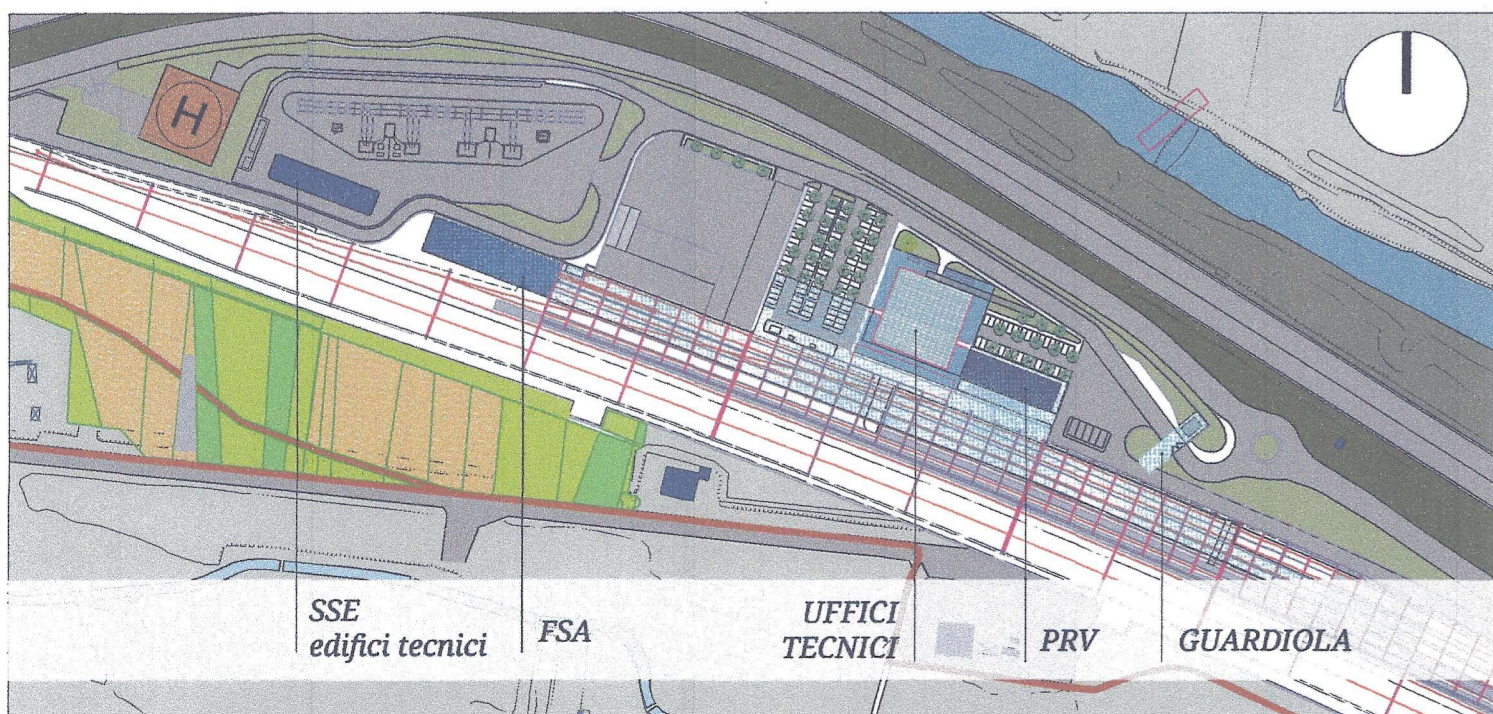 H
SSE
edifici tecnici
FSA
UFFICI
TECNICI
PRV
GUARDIOLA